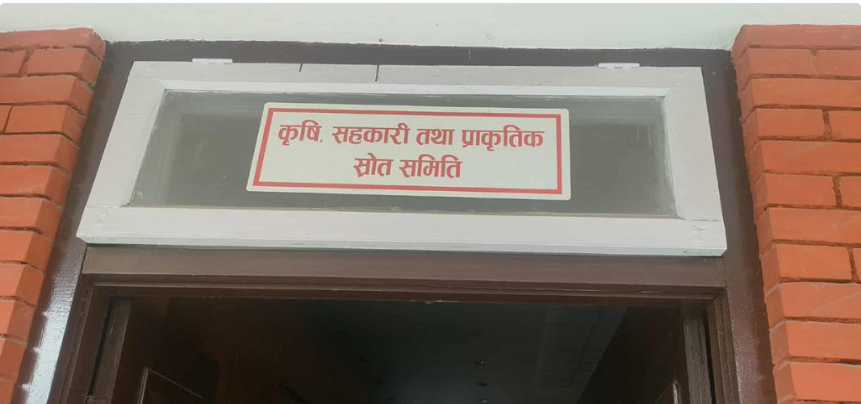 कृषि, सहकारी तथा प्राकृतिक
स्रोत समिति